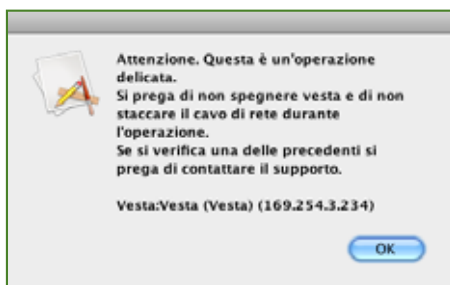 Attenzione. Questa è un'operazione
delicata.
Si prega di non spegnere vesta e di non
staccare il cavo di rete durante
l'operazione.
Se si verifica una delle precedenti si
prega di contattare il supporto.
Vesta:Vesta (Vesta) (169.254.3.234)
OK